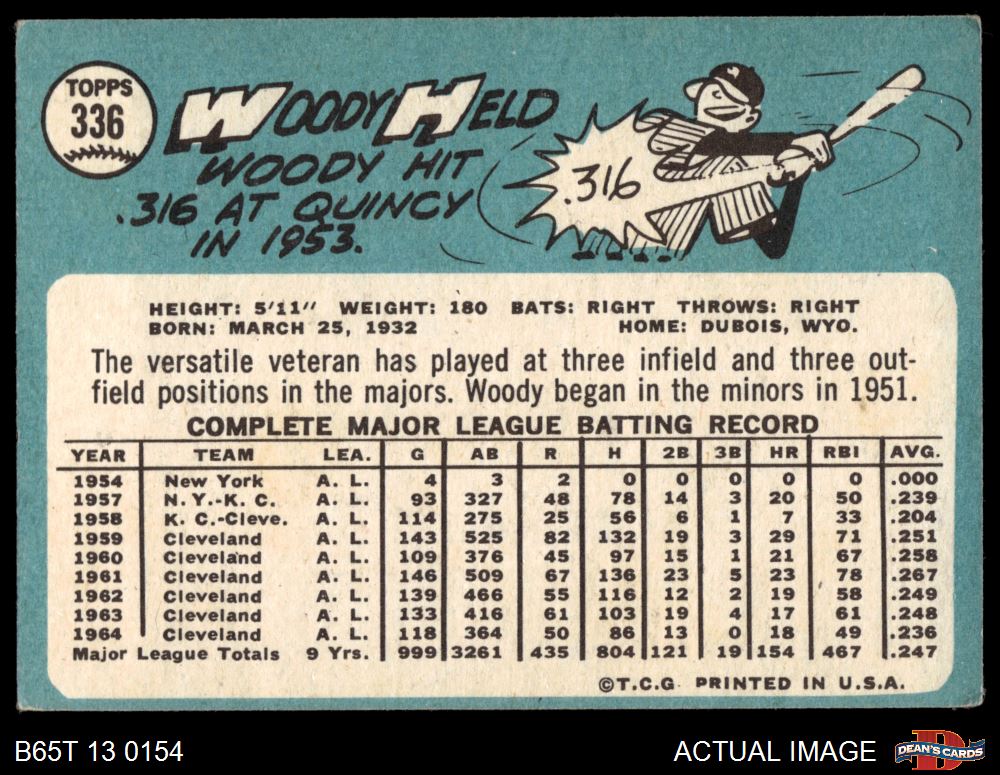 TOPPS
336
WOODY HELD
WOODY HIT
.316 AT QUINCY
IN 1953.
.316
HEIGHT: 5'11" WEIGHT: 180 BATS: RIGHT THROWS: RIGHT
BORN: MARCH 25, 1932 HOME: DUBOIS, WYO.
The versatile veteran has played at three infield and three out-
field positions in the majors. Woody began in the minors in 1951.
COMPLETE MAJOR LEAGUE BATTING RECORD
YEAR TEAM LEA. G AB R H 2B 3B HR RBI AVG.
1954 New York A. L. 4 3 2 0 0 0 0 0 .000
1957 N. Y.-K. C. A. L. 93 327 48 78 14 3 20 50 .239
1958 K. C.-Cleve. A. L. 114 275 25 56 6 1 7 33 .204
1959 Cleveland A. L. 143 525 82 132 19 3 29 71 .251
1960 Cleveland A. L. 109 376 45 97 15 1 21 67 .258
1961 Cleveland A. L. 146 509 67 136 23 5 23 78 .267
1962 Cleveland A. L. 139 466 55 116 12 2 19 58 .249
1963 Cleveland A. L. 133 416 61 103 19 4 17 61 .248
1964 Cleveland A. L. 118 364 50 86 13 0 18 49 .236
Major League Totals 9 Yrs. 999 3261 435 804 121 19 154 467 .247
©T.C.G. PRINTED IN U.S.A.
B65T 13 0154 ACTUAL IMAGE DEAN'S CARDS